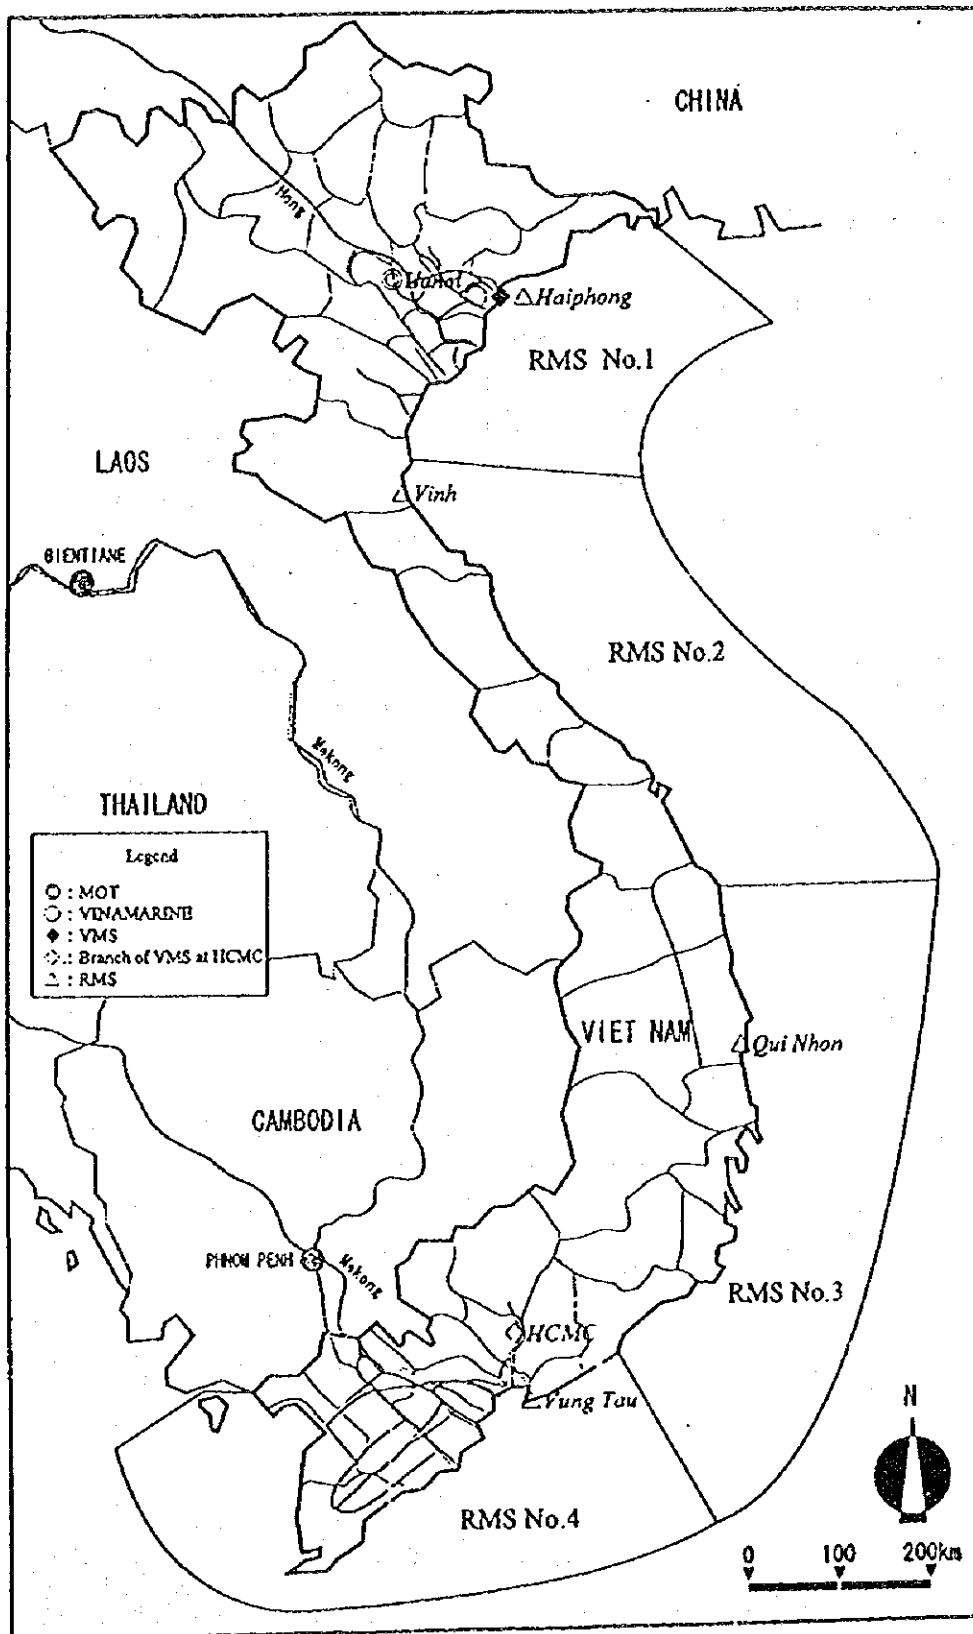 CHINA
Hong
Hanoi
Haiphong
RMS No.1
LAOS
Vinh
BIENTIANE
RMS No.2
Mekong
THAILAND
Legend
: MOT
: VINAMARINE
: VMS
: Branch of VMS at HCMC
: RMS
VIET NAM
Qui Nhon
CAMBODIA
PHNOM PENH
Mekong
RMS No.3
HCMC
Vung Tau
N
RMS No.4
0 100 200km